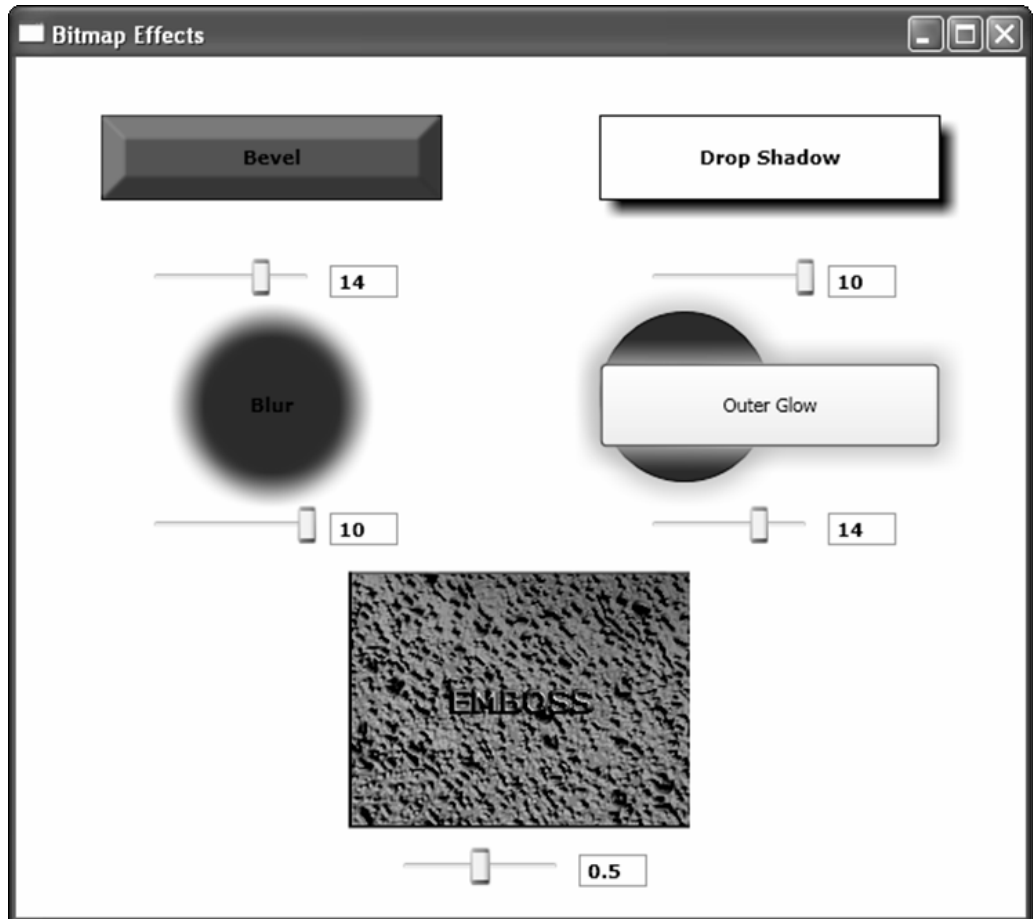 Bitmap Effects
Bevel
Drop Shadow
14
10
Blur
Outer Glow
10
14
EMBOSS
0.5